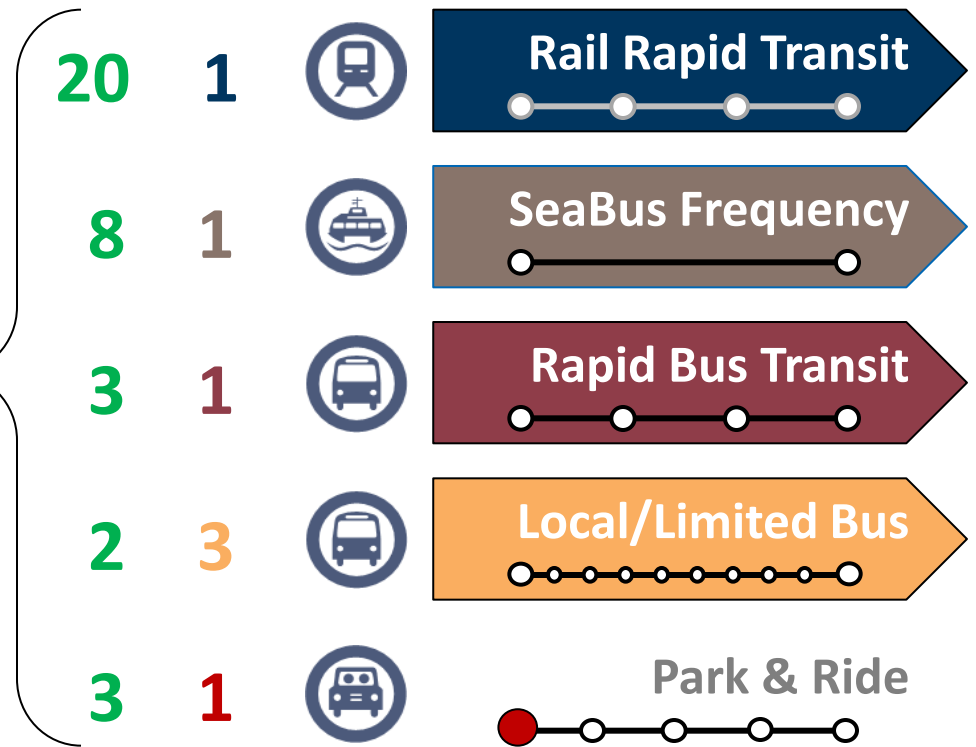 20 1 Rail Rapid Transit
8 1 SeaBus Frequency
3 1 Rapid Bus Transit
2 3 Local/Limited Bus
3 1 Park & Ride